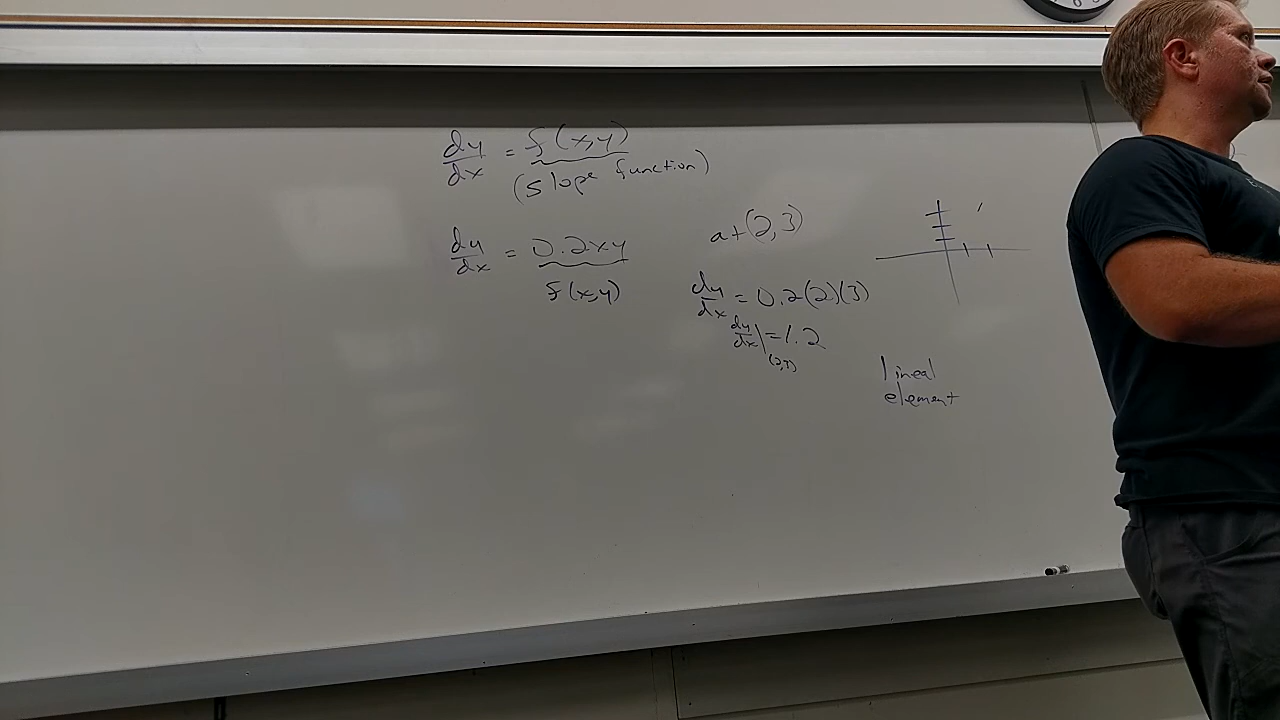 dy/dx = f(x,y)
(slope function)
dy/dx = 0.2xy
f(x,y)
at (2,3)
dy/dx = 0.2(2)(3)
dy/dx|(2,3) = 1.2
lineal
element